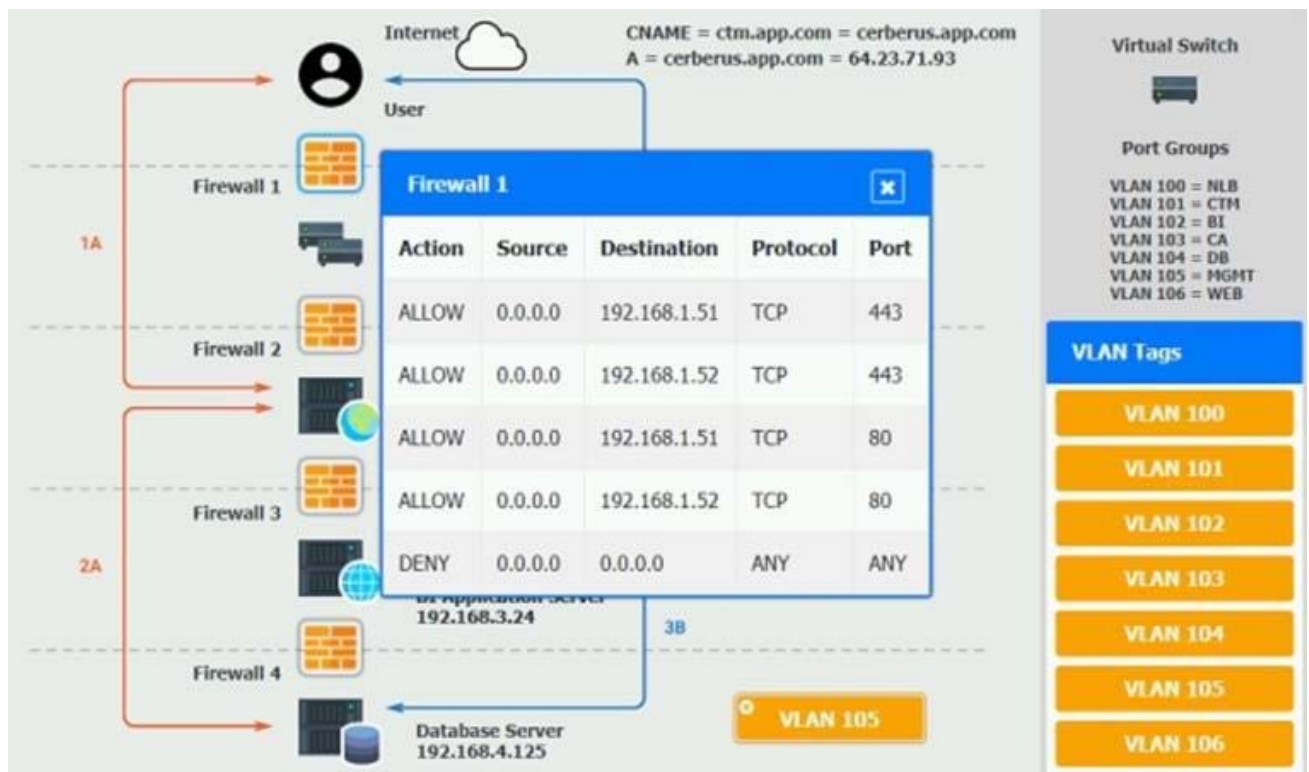 Internet
CNAME = ctm.app.com = cerberus.app.com
A = cerberus.app.com = 64.23.71.93
User
Firewall 1
1A
Firewall 2
Firewall 3
2A
Firewall 4
Firewall 1
Action Source Destination Protocol Port
ALLOW 0.0.0.0 192.168.1.51 TCP 443
ALLOW 0.0.0.0 192.168.1.52 TCP 443
ALLOW 0.0.0.0 192.168.1.51 TCP 80
ALLOW 0.0.0.0 192.168.1.52 TCP 80
DENY 0.0.0.0 0.0.0.0 ANY ANY
BI Application Server
192.168.3.24
3B
Database Server
192.168.4.125
VLAN 105
Virtual Switch
Port Groups
VLAN 100 = NLB
VLAN 101 = CTM
VLAN 102 = BI
VLAN 103 = CA
VLAN 104 = DB
VLAN 105 = MGMT
VLAN 106 = WEB
VLAN Tags
VLAN 100
VLAN 101
VLAN 102
VLAN 103
VLAN 104
VLAN 105
VLAN 106